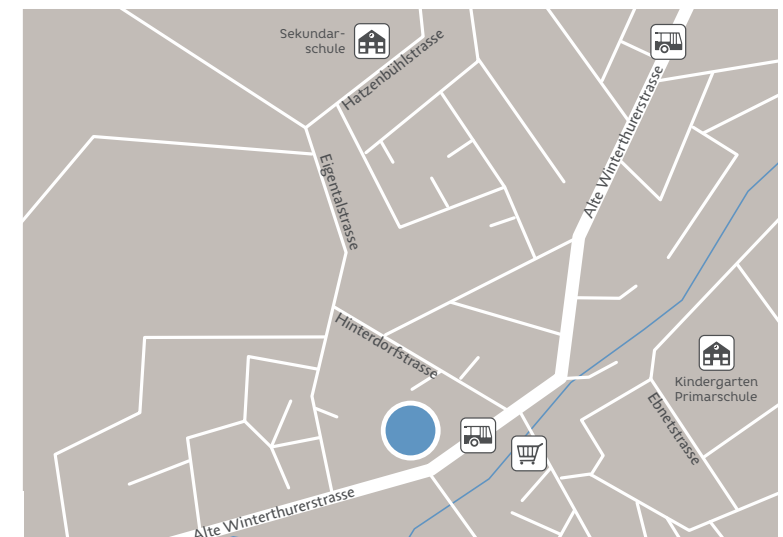 Sekundar-
schule
Hatzenbühlstrasse
Alte Winterthurerstrasse
Eigentalstrasse
Hinterdorfstrasse
Kindergarten
Primarschule
Ebnetstrasse
Alte Winterthurerstrasse